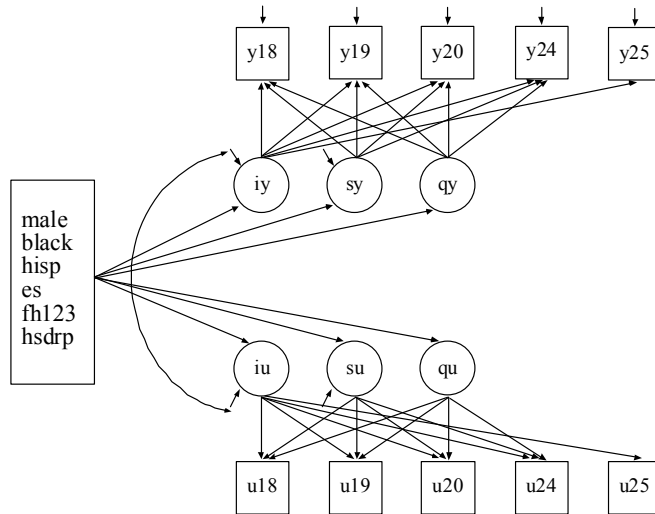 y18 y19 y20 y24 y25
iy sy qy
male
black
hisp
es
fh123
hsdrp
iu su qu
u18 u19 u20 u24 u25